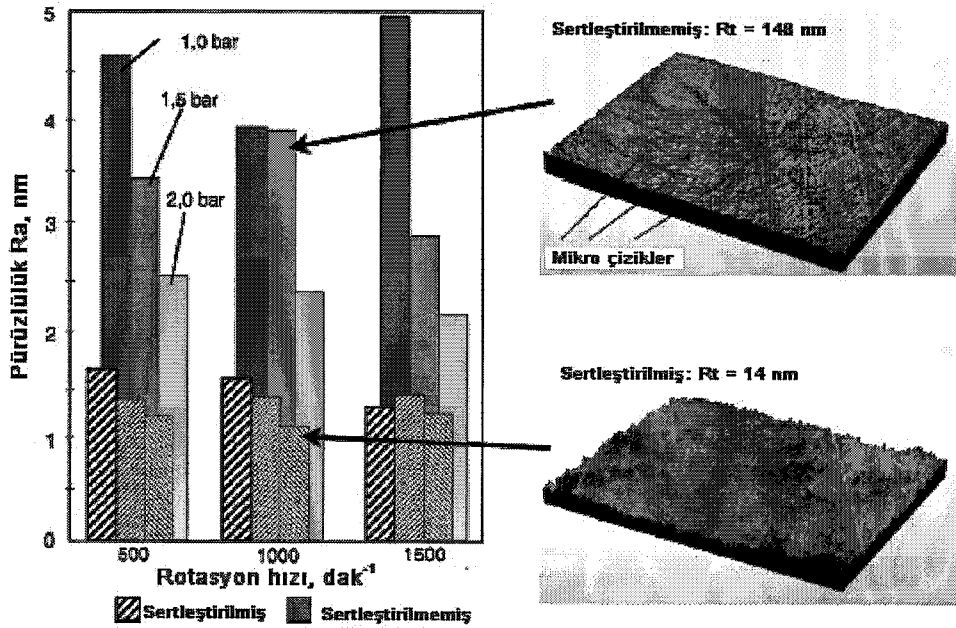 Pürüzlülük Ra, nm
5
4
3
2
1
0
1,0 bar
1,5 bar
2,0 bar
500
1000
1500
Rotasyon hızı, dak⁻¹
Sertleştirilmiş
Sertleştirilmemiş
Sertleştirilmemiş: Rt = 148 nm
Mikro çizikler
Sertleştirilmiş: Rt = 14 nm